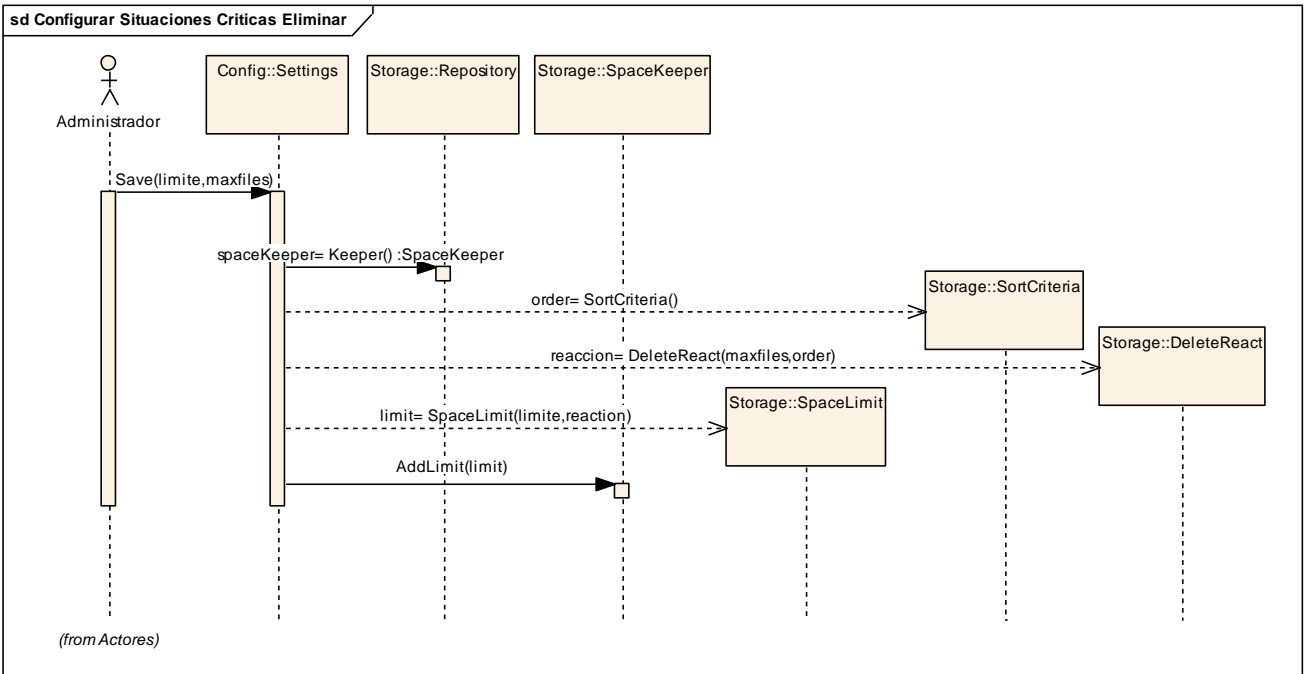 sd Configurar Situaciones Criticas Eliminar
Administrador
Config::Settings
Storage::Repository
Storage::SpaceKeeper
Save(limite,maxfiles)
spaceKeeper= Keeper() :SpaceKeeper
order= SortCriteria()
Storage::SortCriteria
reaccion= DeleteReact(maxfiles,order)
Storage::DeleteReact
limit= SpaceLimit(limite,reaction)
Storage::SpaceLimit
AddLimit(limit)
(from Actores)